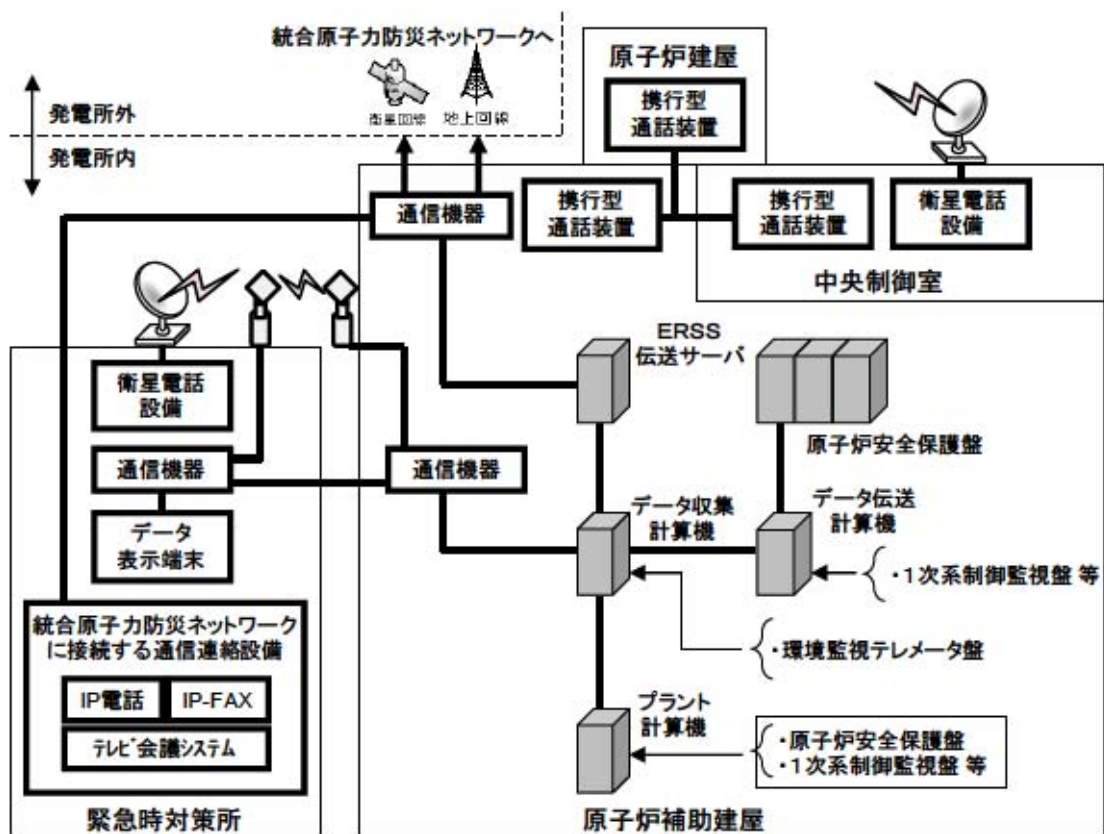 統合原子力防災ネットワークへ
衛星回線
地上回線
発電所外
発電所内
原子炉建屋
携行型
通話装置
通信機器
携行型
通話装置
携行型
通話装置
衛星電話
設備
中央制御室
ERSS
伝送サーバ
原子炉安全保護盤
衛星電話
設備
通信機器
通信機器
データ
表示端末
データ収集
計算機
データ伝送
計算機
・1次系制御監視盤 等
・環境監視テレメータ盤
統合原子力防災ネットワーク
に接続する通信連絡設備
IP電話
IP-FAX
テレビ会議システム
プラント
計算機
・原子炉安全保護盤
・1次系制御監視盤 等
緊急時対策所
原子炉補助建屋